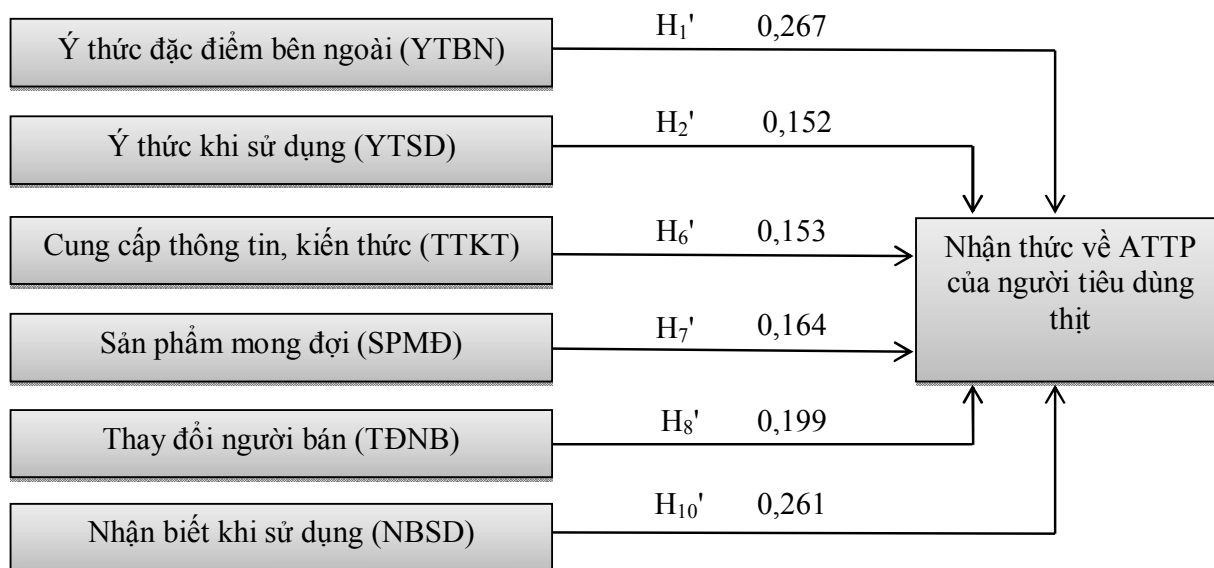 Ý thức đặc điểm bên ngoài (YTBN)
H₁' 0,267
Ý thức khi sử dụng (YTSD)
H₂' 0,152
Cung cấp thông tin, kiến thức (TTKT)
H₆' 0,153
Sản phẩm mong đợi (SPMĐ)
H₇' 0,164
Thay đổi người bán (TĐNB)
H₈' 0,199
Nhận biết khi sử dụng (NBSD)
H₁₀' 0,261
Nhận thức về ATTP
của người tiêu dùng
thịt